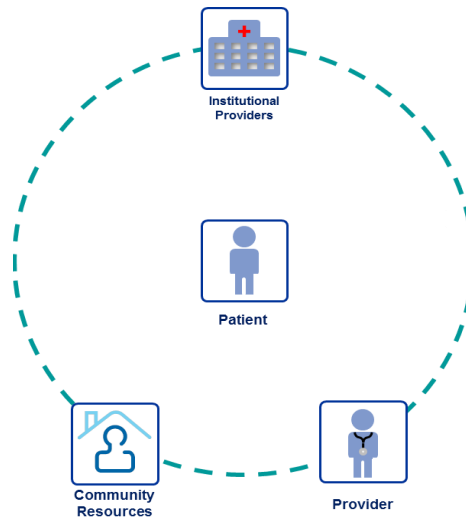 Institutional
Providers
Patient
Community
Resources
Provider